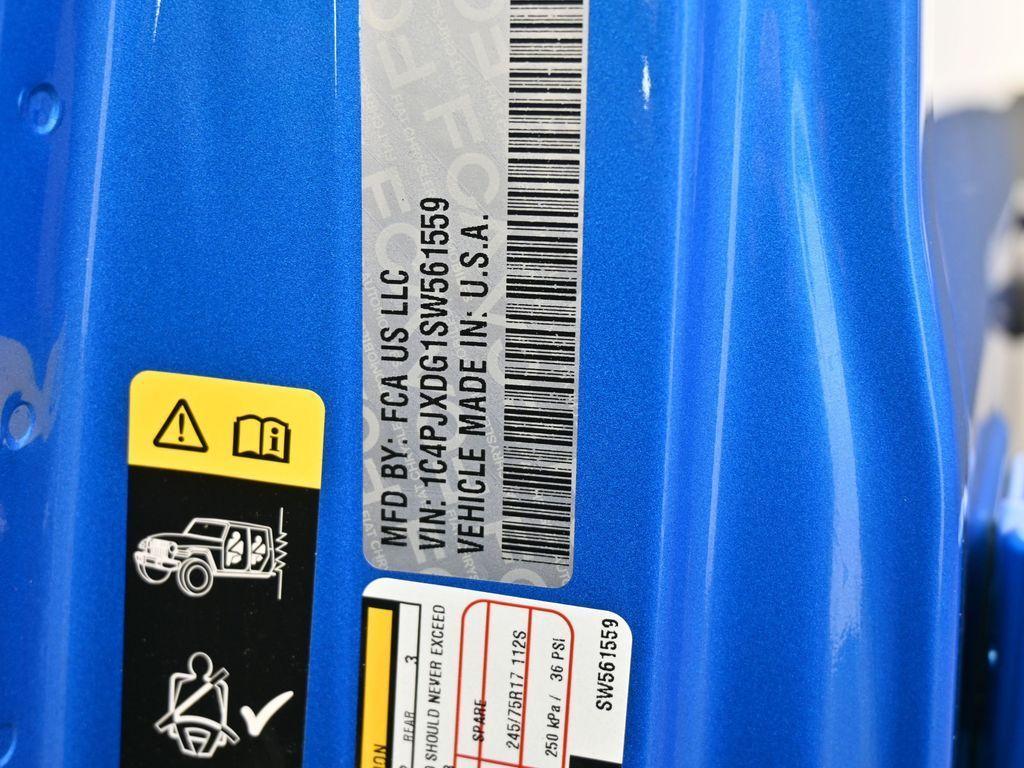 MFD BY: FCA US LLC
VIN: 1C4PJXDG1SW561559
VEHICLE MADE IN: U.S.A.
REAR 3
SHOULD NEVER EXCEED
SPARE
245/75R17 112S
250 kPa / 36 PSI
SW561559